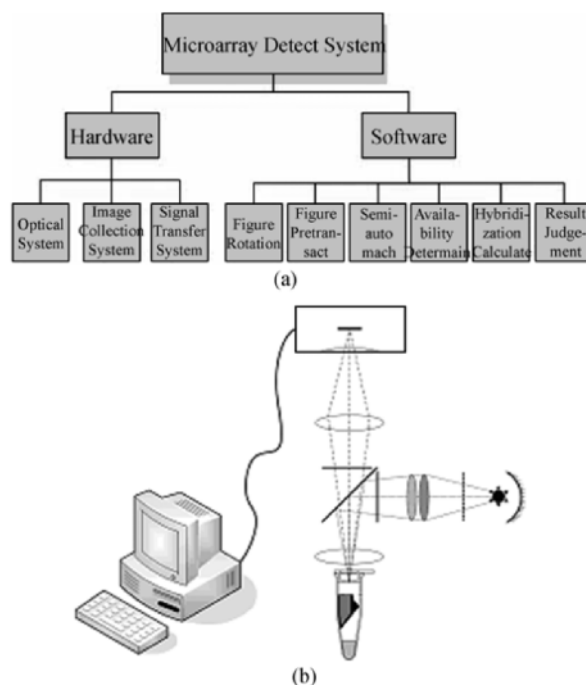 Microarray Detect System
Hardware
Software
Optical
System
Image
Collection
System
Signal
Transfer
System
Figure
Rotation
Figure
Pretran-
sact
Semi-
auto
mach
Availa-
bility
Determain
Hybridi-
zation
Calculate
Result
Judge-
ment
(a)
(b)